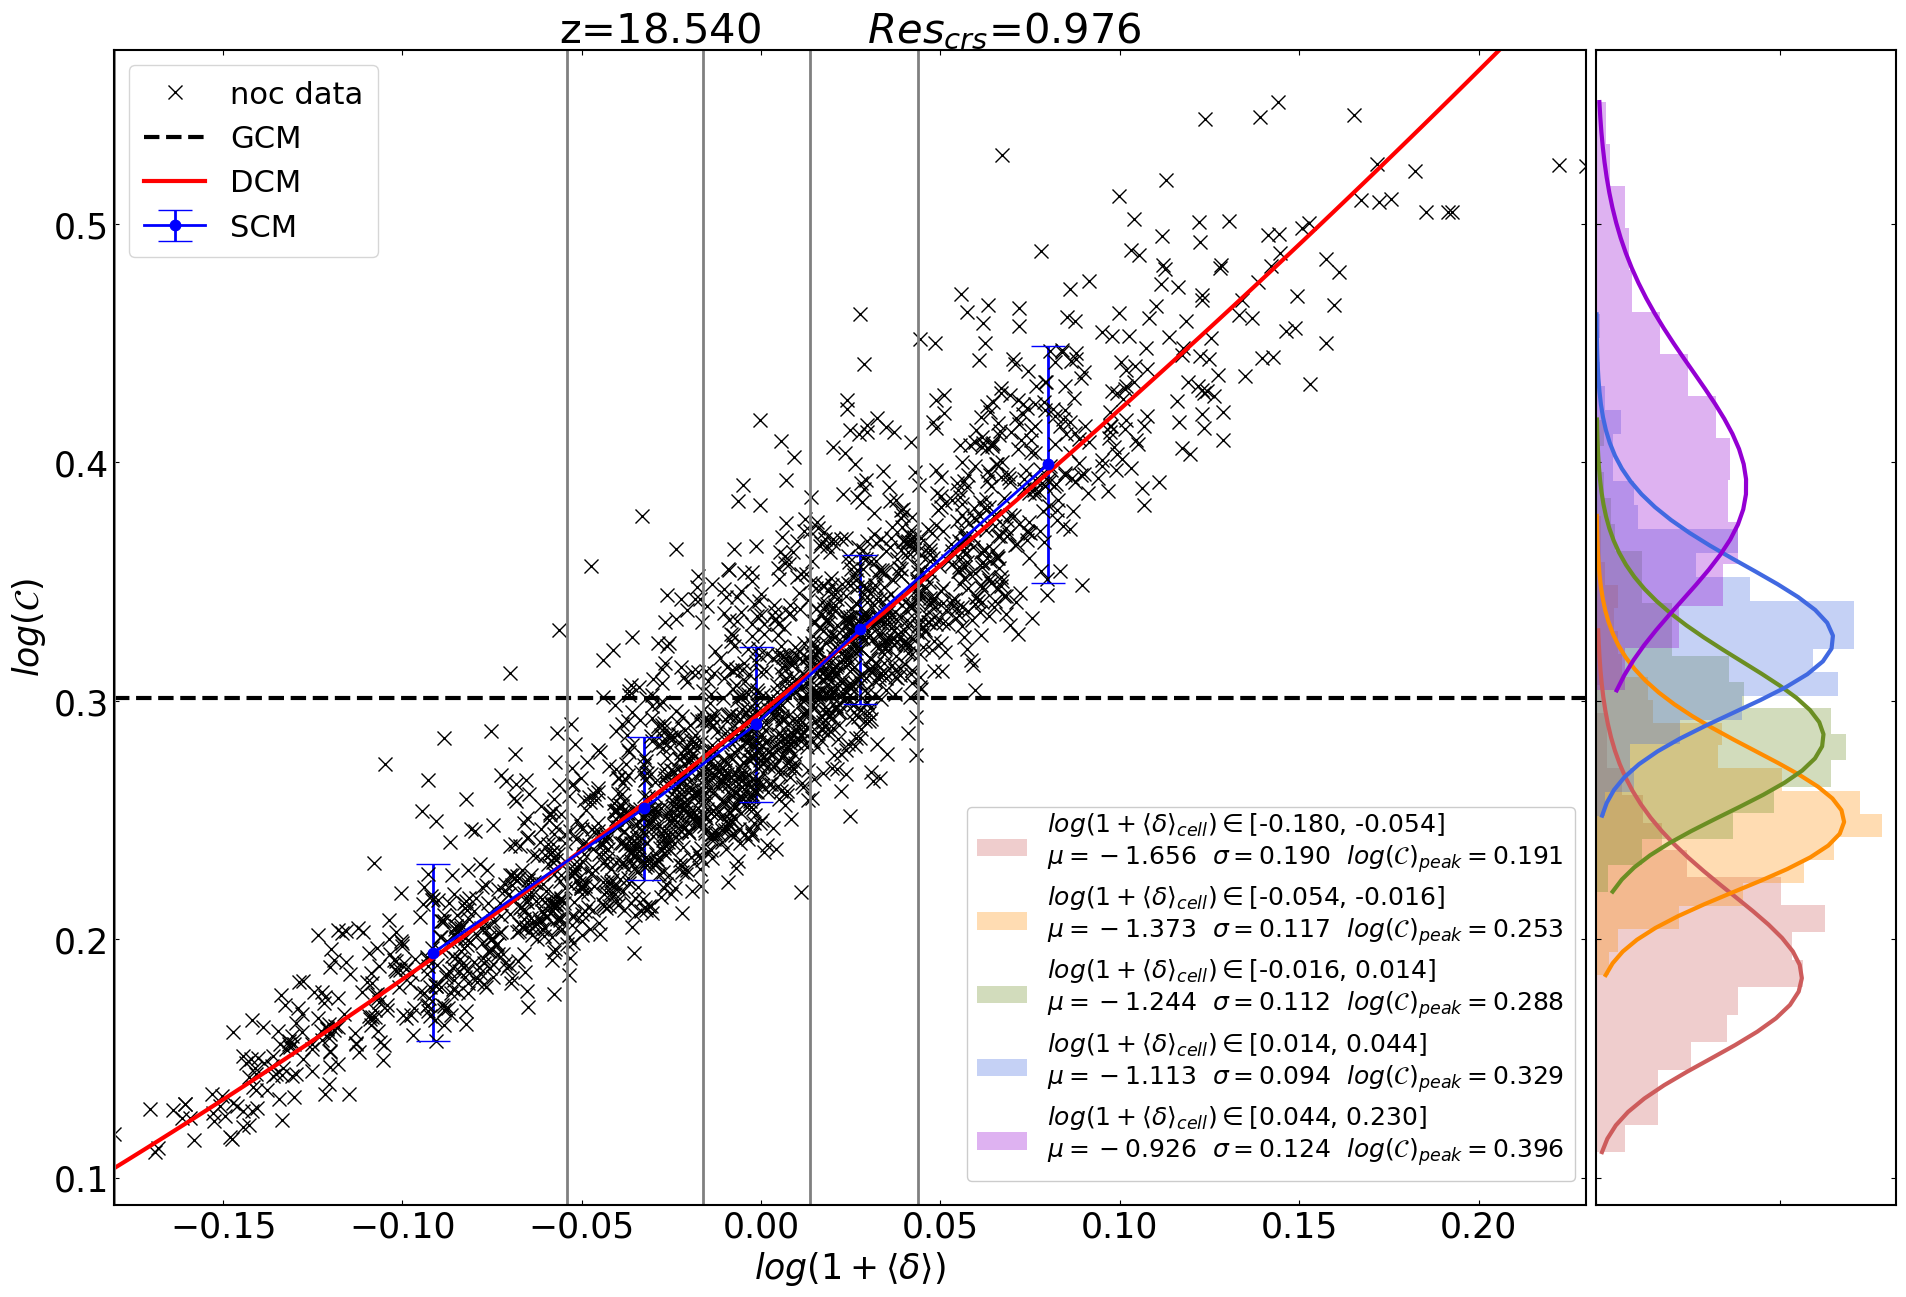 z=18.540 Res_crs=0.976
noc data
GCM
DCM
SCM
log(𝒞)
0.5
0.4
0.3
0.2
0.1
log(1 + ⟨δ⟩_cell) ∈ [-0.180, -0.054]
μ = −1.656 σ = 0.190 log(𝒞)_peak = 0.191
log(1 + ⟨δ⟩_cell) ∈ [-0.054, -0.016]
μ = −1.373 σ = 0.117 log(𝒞)_peak = 0.253
log(1 + ⟨δ⟩_cell) ∈ [-0.016, 0.014]
μ = −1.244 σ = 0.112 log(𝒞)_peak = 0.288
log(1 + ⟨δ⟩_cell) ∈ [0.014, 0.044]
μ = −1.113 σ = 0.094 log(𝒞)_peak = 0.329
log(1 + ⟨δ⟩_cell) ∈ [0.044, 0.230]
μ = −0.926 σ = 0.124 log(𝒞)_peak = 0.396
−0.15 −0.10 −0.05 0.00 0.05 0.10 0.15 0.20
log(1 + ⟨δ⟩)